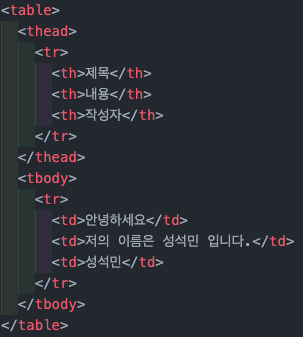 <table>
<thead>
<tr>
<th>제목</th>
<th>내용</th>
<th>작성자</th>
</tr>
</thead>
<tbody>
<tr>
<td>안녕하세요</td>
<td>저의 이름은 성석민 입니다.</td>
<td>성석민</td>
</tr>
</tbody>
</table>